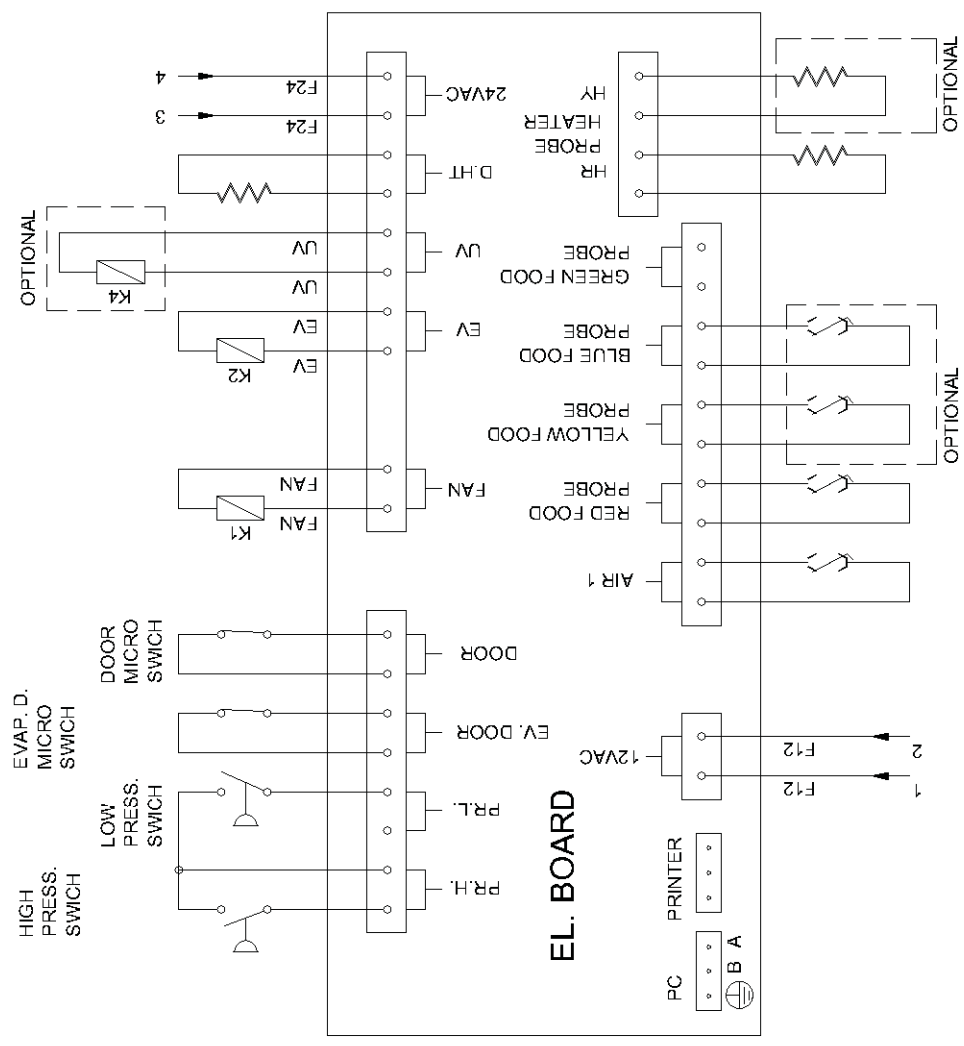 4
F24
3
F24
24VAC
D.HT
OPTIONAL
UV
UV
K4
UV
EV
EV
K2
EV
FAN
FAN
K1
FAN
HY
HEATER
PROBE
HR
OPTIONAL
GREEN FOOD
PROBE
BLUE FOOD
PROBE
YELLOW FOOD
PROBE
RED FOOD
PROBE
AIR 1
OPTIONAL
DOOR
MICRO
SWICH
EVAP. D.
MICRO
SWICH
LOW
PRESS.
SWICH
HIGH
PRESS.
SWICH
DOOR
EV. DOOR
PR.L.
PR.H.
12VAC
F12
2
F12
1
EL. BOARD
PRINTER
PC
B A